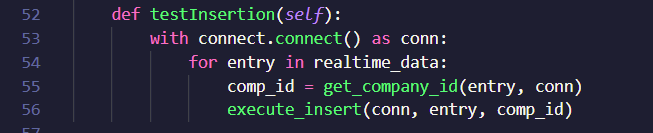 52 def testInsertion(self):
53 with connect.connect() as conn:
54 for entry in realtime_data:
55 comp_id = get_company_id(entry, conn)
56 execute_insert(conn, entry, comp_id)